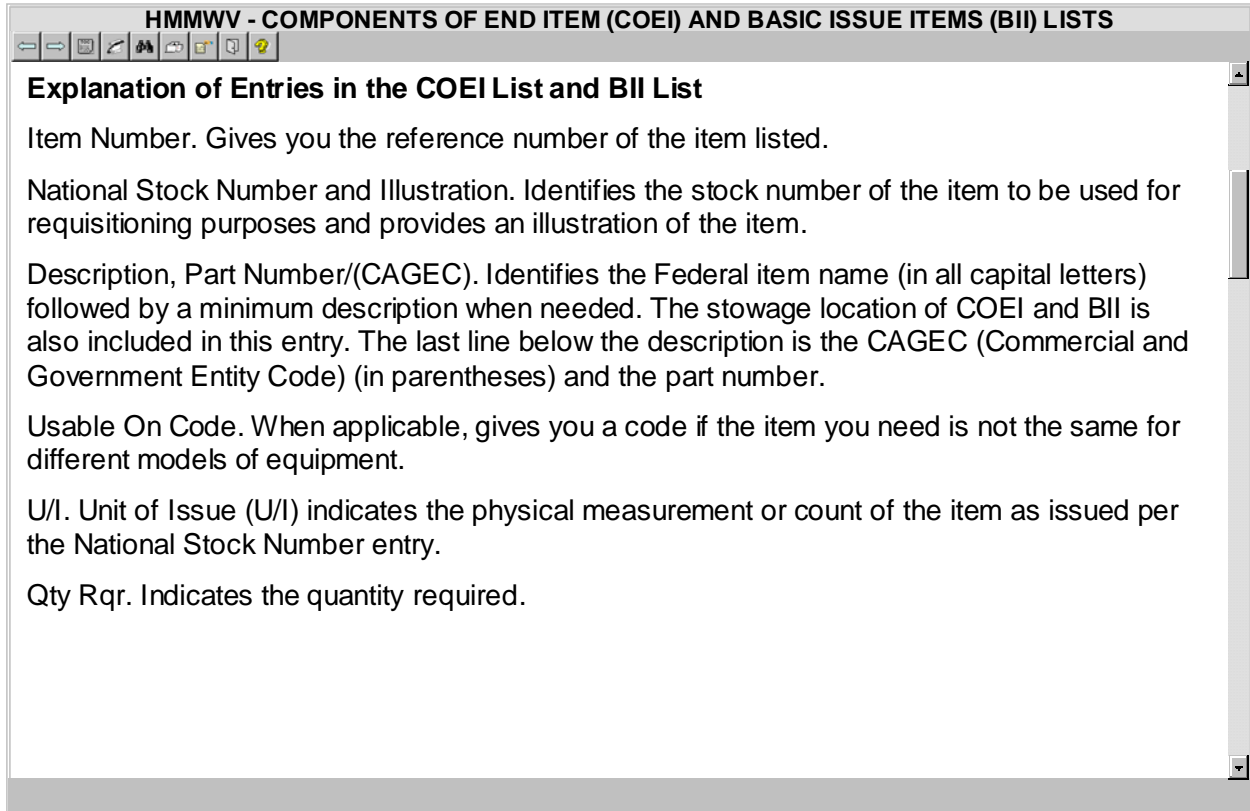 HMMWV - COMPONENTS OF END ITEM (COEI) AND BASIC ISSUE ITEMS (BII) LISTS
Explanation of Entries in the COEI List and BII List
Item Number. Gives you the reference number of the item listed.
National Stock Number and Illustration. Identifies the stock number of the item to be used for
requisitioning purposes and provides an illustration of the item.
Description, Part Number/(CAGEC). Identifies the Federal item name (in all capital letters)
followed by a minimum description when needed. The stowage location of COEI and BII is
also included in this entry. The last line below the description is the CAGEC (Commercial and
Government Entity Code) (in parentheses) and the part number.
Usable On Code. When applicable, gives you a code if the item you need is not the same for
different models of equipment.
U/I. Unit of Issue (U/I) indicates the physical measurement or count of the item as issued per
the National Stock Number entry.
Qty Rqr. Indicates the quantity required.